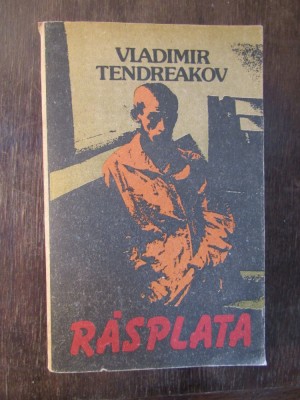 VLADIMIR
TENDREAKOV
RĂSPLATA